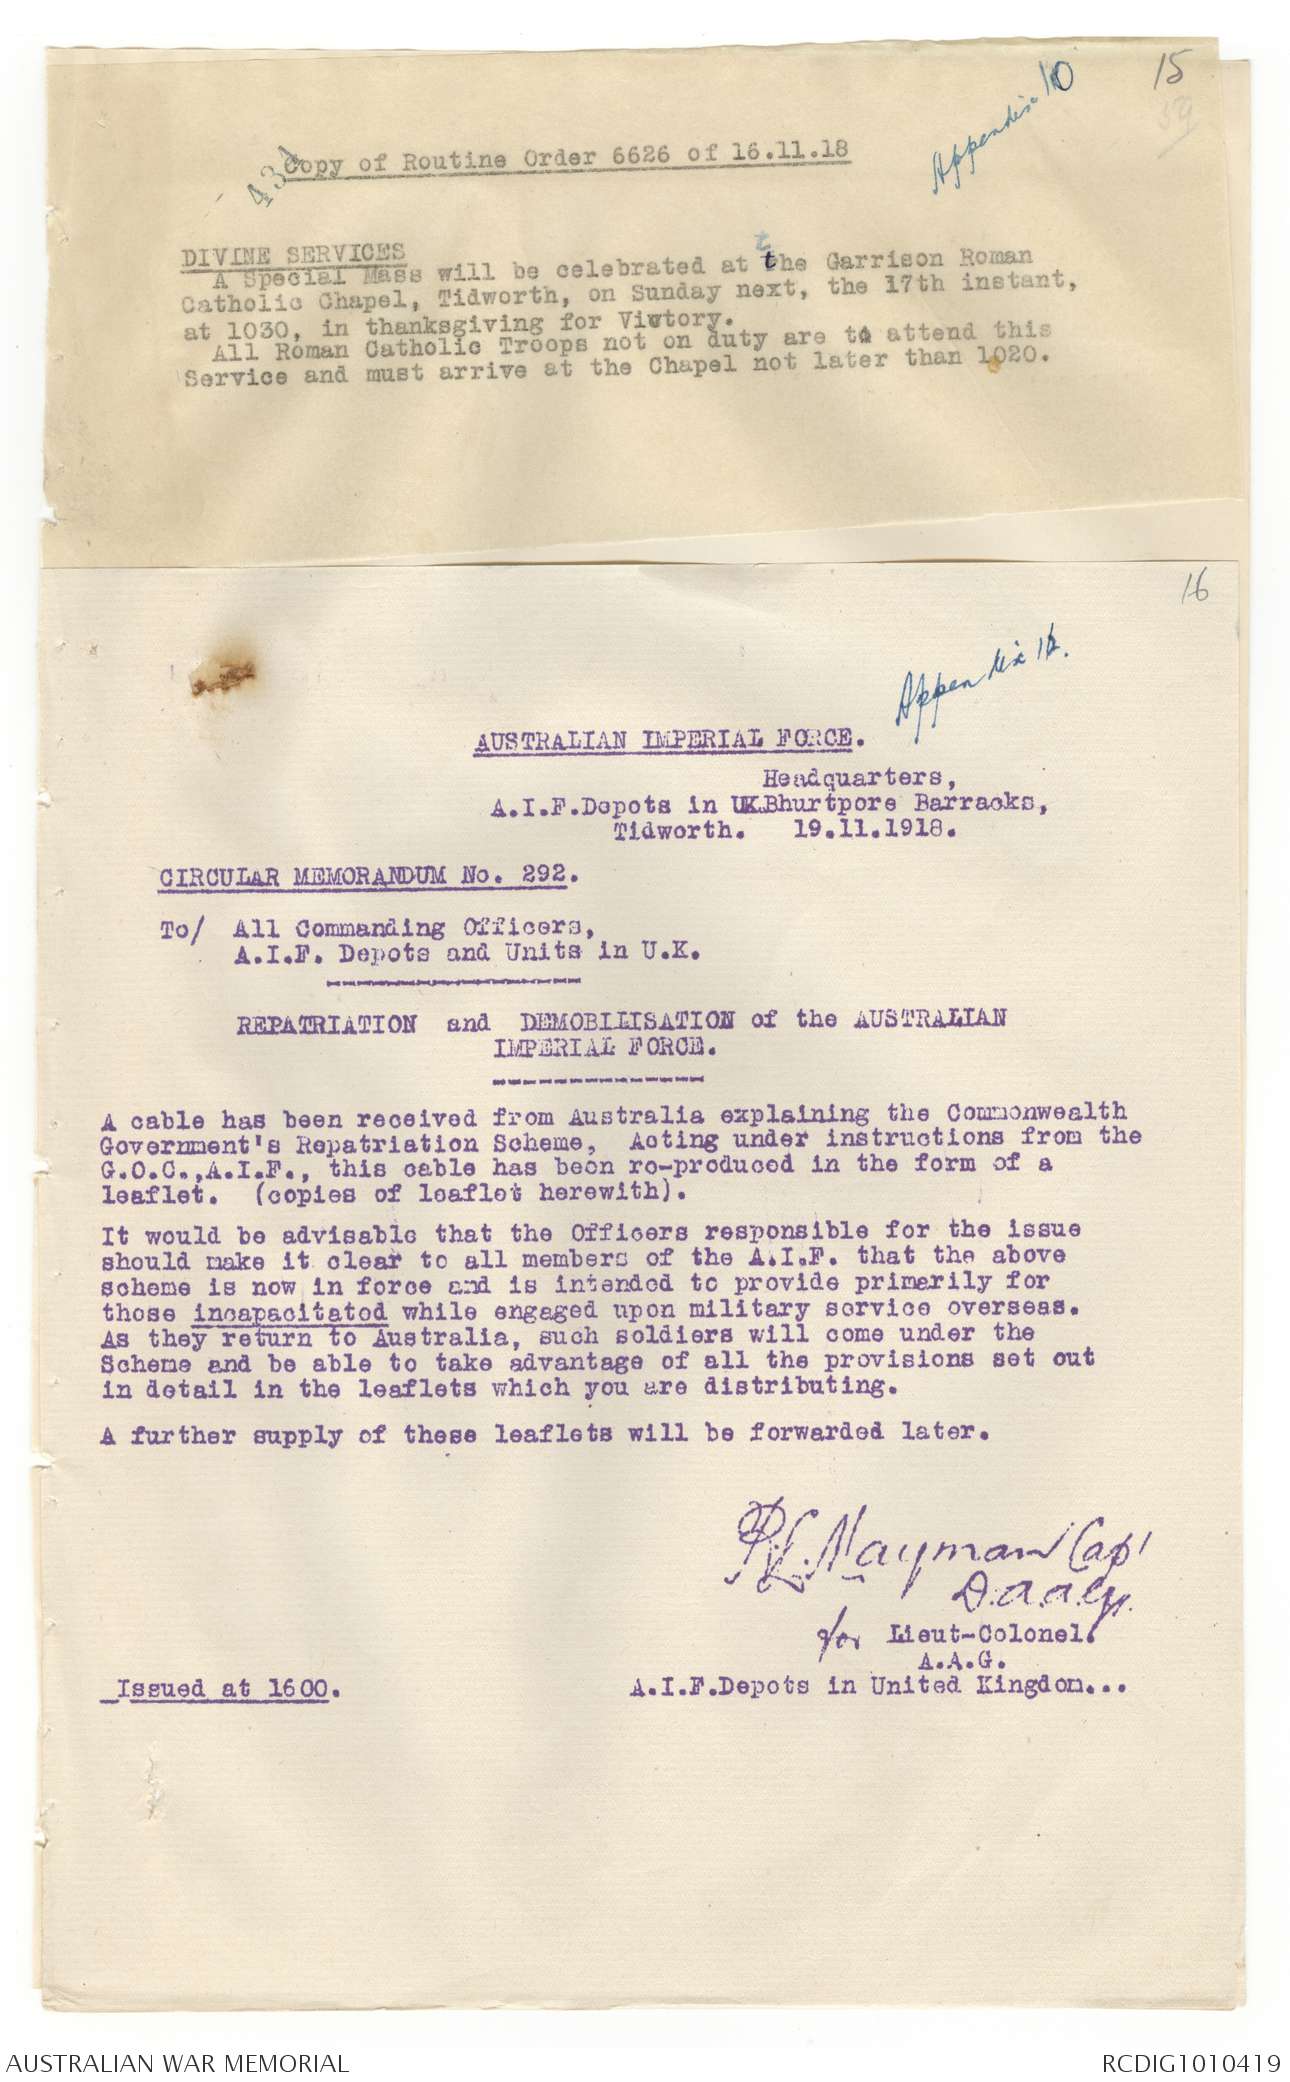 15
59
Appendix 10
434
Copy of Routine Order 6626 of 16.11.18
DIVINE SERVICES
A Special Mass will be celebrated at the Garrison Roman
Catholic Chapel, Tidworth, on Sunday next, the 17th instant,
at 1030, in thanksgiving for Victory.
All Roman Catholic Troops not on duty are to attend this
Service and must arrive at the Chapel not later than 1020.
16
Appendix
AUSTRALIAN IMPERIAL FORCE.
Headquarters,
A.I.F.Depots in UK.Bhurtpore Barracks,
Tidworth. 19.11.1918.
CIRCULAR MEMORANDUM No. 292.
To/ All Commanding Officers,
A.I.F. Depots and Units in U.K.
REPATRIATION and DEMOBILISATION of the AUSTRALIAN
IMPERIAL FORCE.
A cable has been received from Australia explaining the Commonwealth
Government's Repatriation Scheme, Acting under instructions from the
G.O.C.,A.I.F., this cable has been re-produced in the form of a
leaflet. (copies of leaflet herewith).
It would be advisable that the Officers responsible for the issue
should make it clear to all members of the A.I.F. that the above
scheme is now in force and is intended to provide primarily for
those incapacitated while engaged upon military service overseas.
As they return to Australia, such soldiers will come under the
Scheme and be able to take advantage of all the provisions set out
in detail in the leaflets which you are distributing.
A further supply of these leaflets will be forwarded later.
Capt
D.A.A.G.
for Lieut-Colonel.
A.A.G.
Issued at 1600.
A.I.F.Depots in United Kingdom...
AUSTRALIAN WAR MEMORIAL
RCDIG1010419